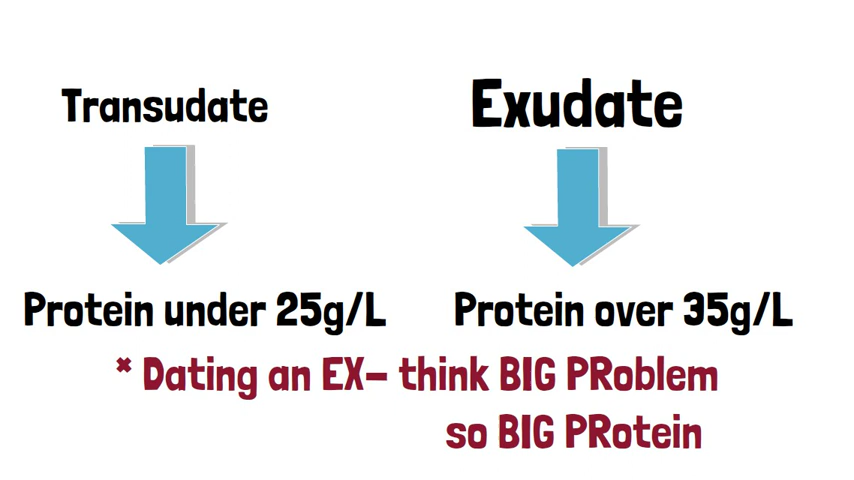 Transudate
Exudate
Protein under 25g/L
Protein over 35g/L
* Dating an EX- think BIG PRoblem
so BIG PRotein